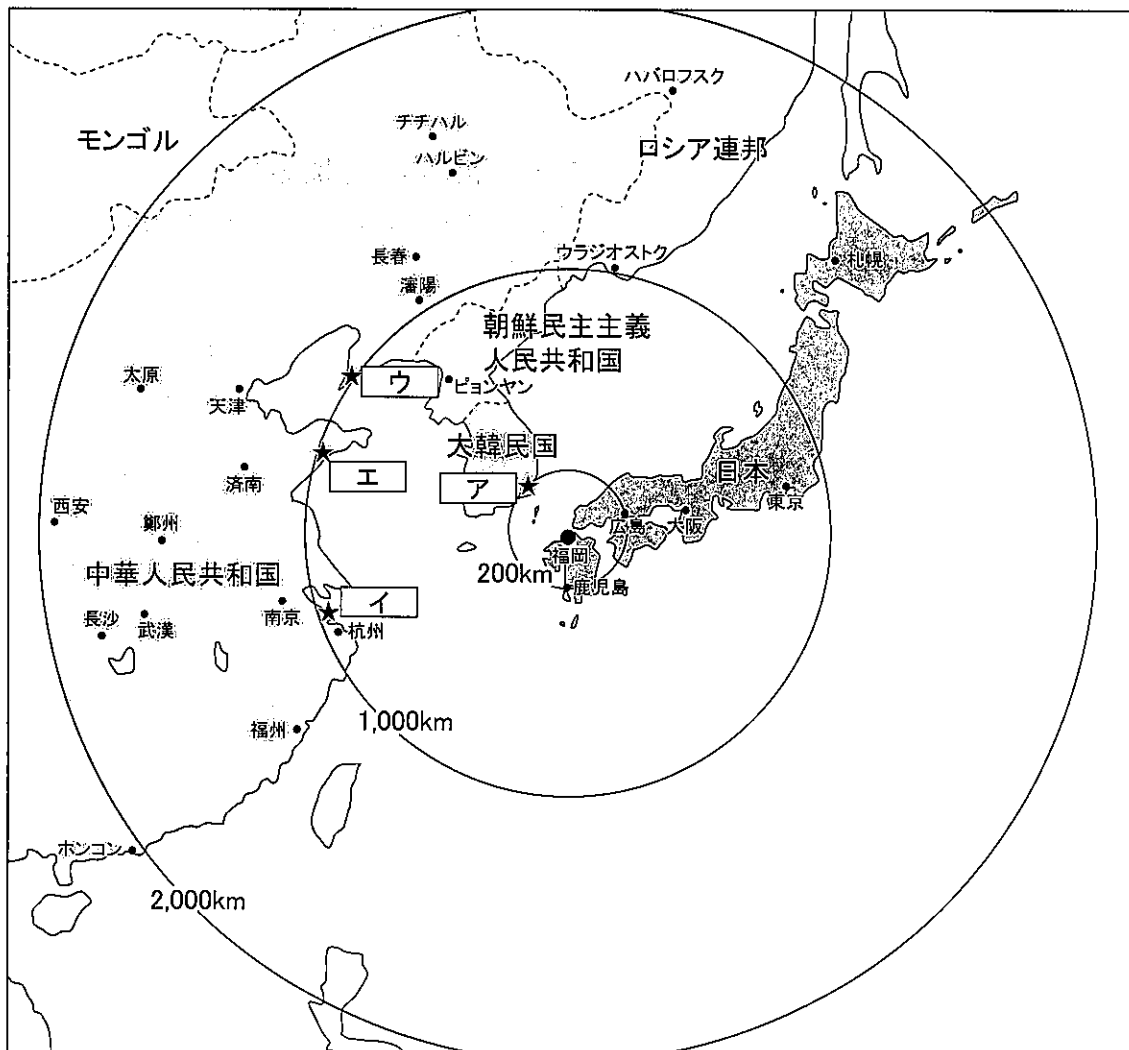 ハバロフスク
チチハル
モンゴル
ロシア連邦
ハルビン
ウラジオストク
長春
札幌
瀋陽
朝鮮民主主義
人民共和国
太原
ウ
ピョンヤン
天津
大韓民国
日本
エ
ア
済南
東京
西安
広島
大阪
鄭州
福岡
200km
中華人民共和国
鹿児島
イ
長沙
武漢
南京
杭州
1,000km
福州
ホンコン
2,000km